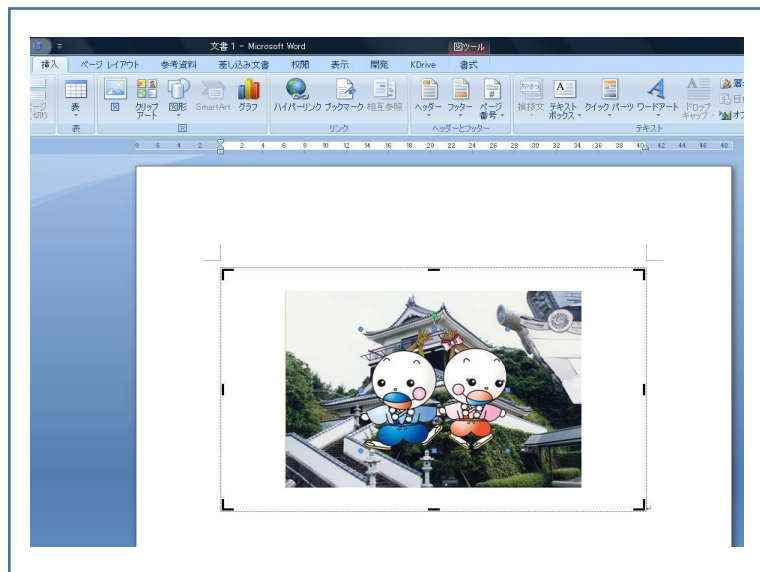 文書 1 - Microsoft Word
図ツール
挿入 ページ レイアウト 参考資料 差し込み文書 校閲 表示 開発 KDrive 書式
表 図 クリップ アート 図形 SmartArt グラフ ハイパーリンク ブックマーク 相互参照 ヘッダー フッター ページ 番号 挨拶文 テキスト ボックス クイック パーツ ワードアート ドロップ キャップ
表 図 リンク ヘッダーとフッター テキスト
8 6 4 2 2 4 6 8 10 12 14 16 18 20 22 24 26 28 30 32 34 36 38 40 42 44 46 48